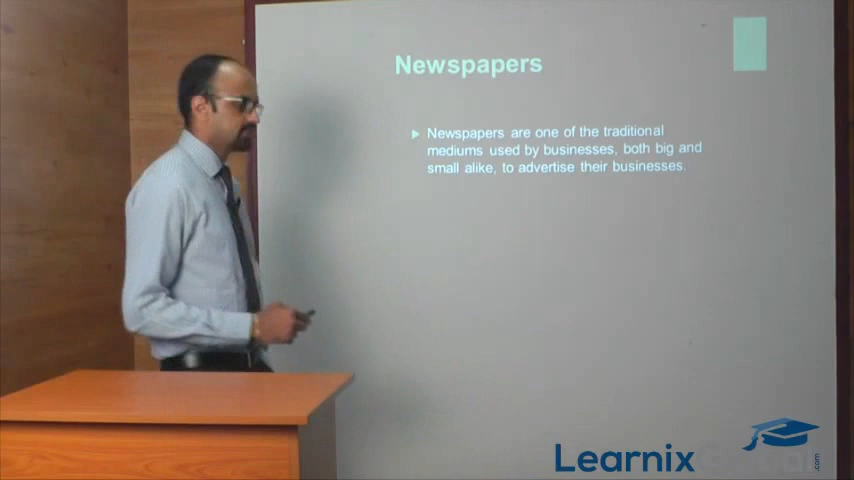 Newspapers
Newspapers are one of the traditional
mediums used by businesses, both big and
small alike, to advertise their businesses.
Learnix
.com